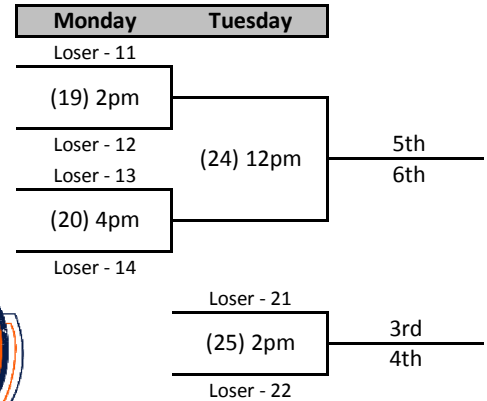 Monday Tuesday
Loser - 11
(19) 2pm
Loser - 12
(24) 12pm
5th
6th
Loser - 13
(20) 4pm
Loser - 14
Loser - 21
(25) 2pm
3rd
4th
Loser - 22